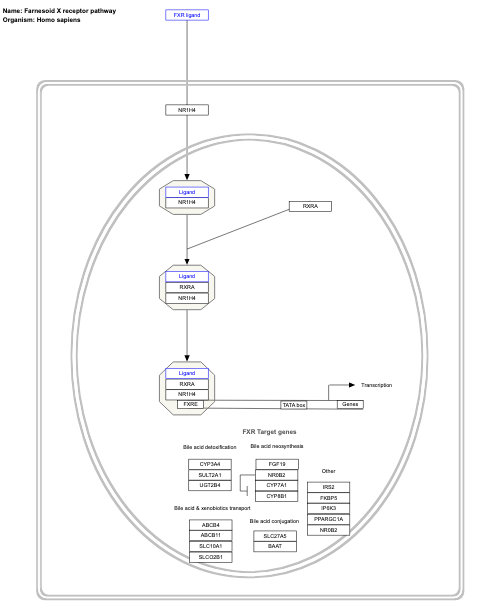 Name: Farnesoid X receptor pathway
Organism: Homo sapiens
FXR ligand
NR1H4
Ligand
NR1H4
RXRA
Ligand
RXRA
NR1H4
Ligand
RXRA
NR1H4
FXRE
TATA box
Genes
Transcription
FXR Target genes
Bile acid detoxification
CYP3A4
SULT2A1
UGT2B4
Bile acid neosynthesis
FGF19
NR0B2
CYP7A1
CYP8B1
Other
IRS2
FKBP5
IP6K3
PPARGC1A
NR0B2
Bile acid & xenobiotics transport
ABCB4
ABCB11
SLC10A1
SLCO2B1
Bile acid conjugation
SLC27A5
BAAT